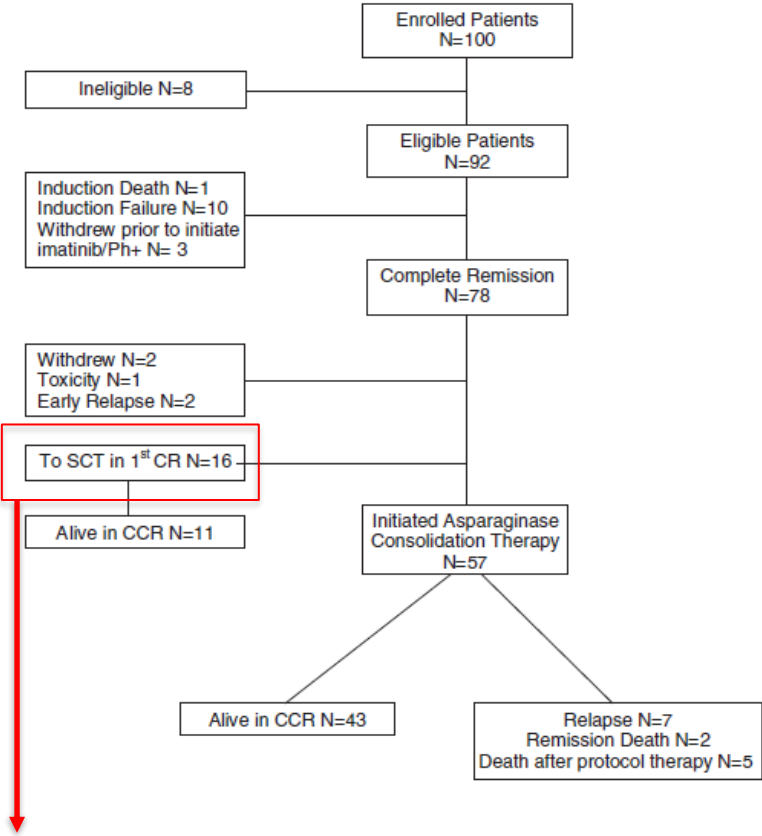 Enrolled Patients
N=100
Ineligible N=8
Eligible Patients
N=92
Induction Death N=1
Induction Failure N=10
Withdrew prior to initiate
imatinib/Ph+ N= 3
Complete Remission
N=78
Withdrew N=2
Toxicity N=1
Early Relapse N=2
To SCT in 1st CR N=16
Alive in CCR N=11
Initiated Asparaginase
Consolidation Therapy
N=57
Alive in CCR N=43
Relapse N=7
Remission Death N=2
Death after protocol therapy N=5